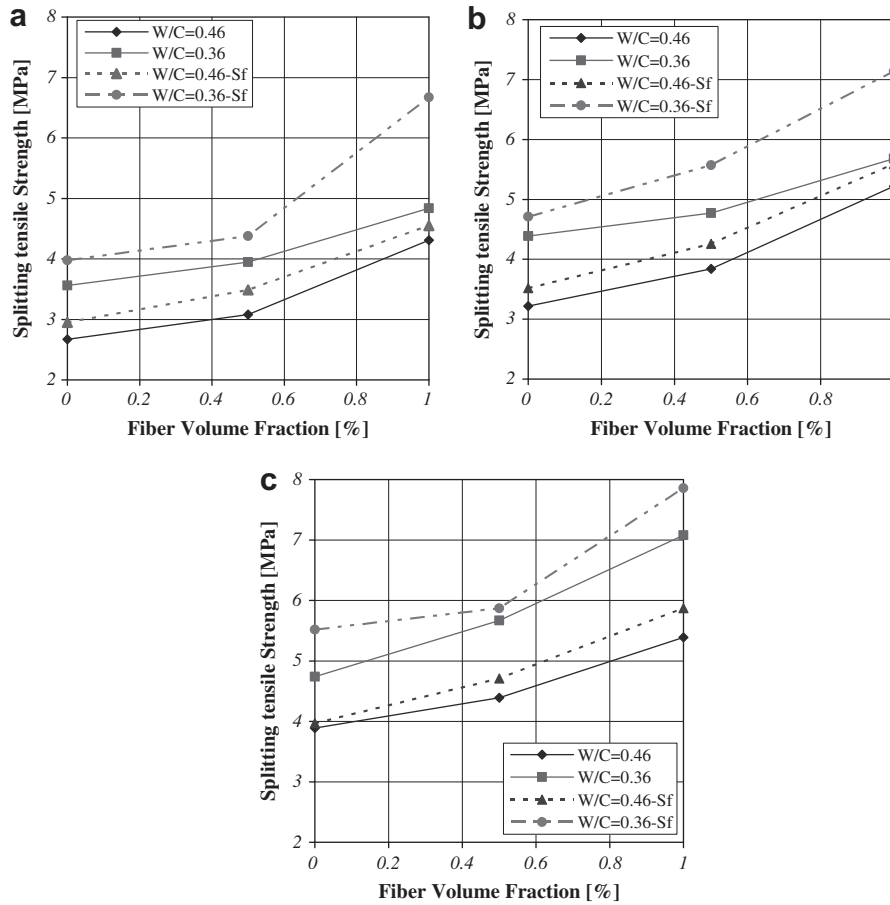 a
W/C=0.46
W/C=0.36
W/C=0.46-Sf
W/C=0.36-Sf
Splitting tensile Strength [MPa]
8
7
6
5
4
3
2
0
0.2
0.4
0.6
0.8
1
Fiber Volume Fraction [%]
b
W/C=0.46
W/C=0.36
W/C=0.46-Sf
W/C=0.36-Sf
Splitting tensile Strength [MPa]
8
7
6
5
4
3
2
0
0.2
0.4
0.6
0.8
Fiber Volume Fraction [%]
c
W/C=0.46
W/C=0.36
W/C=0.46-Sf
W/C=0.36-Sf
Splitting tensile Strength [MPa]
8
7
6
5
4
3
2
0
0.2
0.4
0.6
0.8
1
Fiber Volume Fraction [%]